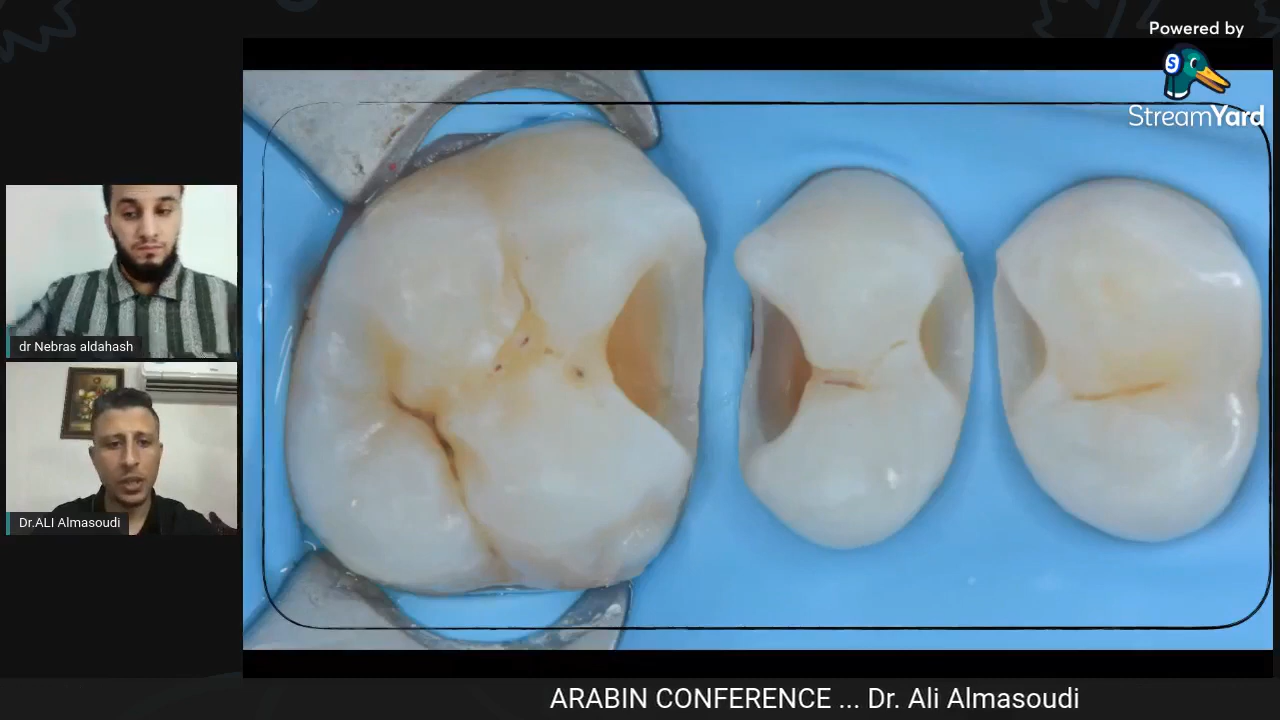 Powered by
S
StreamYard
dr Nebras aldahash
Dr.ALI Almasoudi
ARABIN CONFERENCE ... Dr. Ali Almasoudi